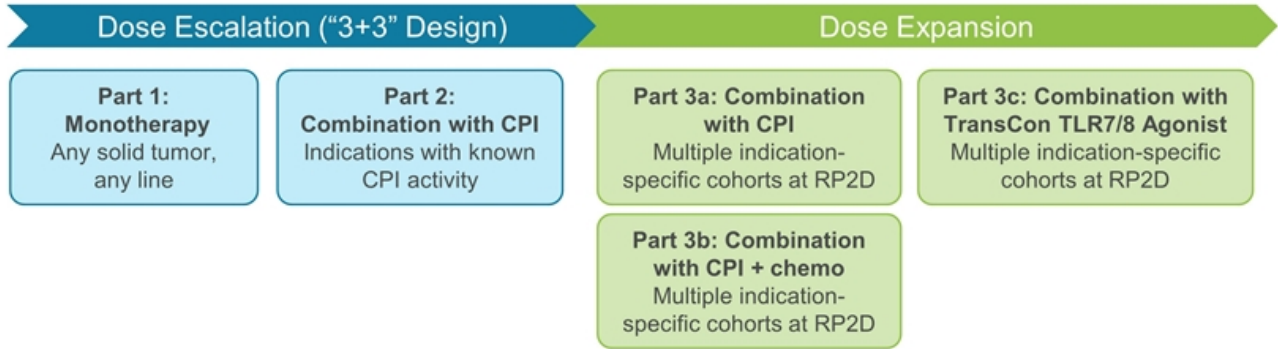 Dose Escalation (“3+3” Design)
Dose Expansion
Part 1:
Monotherapy
Any solid tumor,
any line
Part 2:
Combination with CPI
Indications with known
CPI activity
Part 3a: Combination
with CPI
Multiple indication-
specific cohorts at RP2D
Part 3c: Combination with
TransCon TLR7/8 Agonist
Multiple indication-specific
cohorts at RP2D
Part 3b: Combination
with CPI + chemo
Multiple indication-
specific cohorts at RP2D